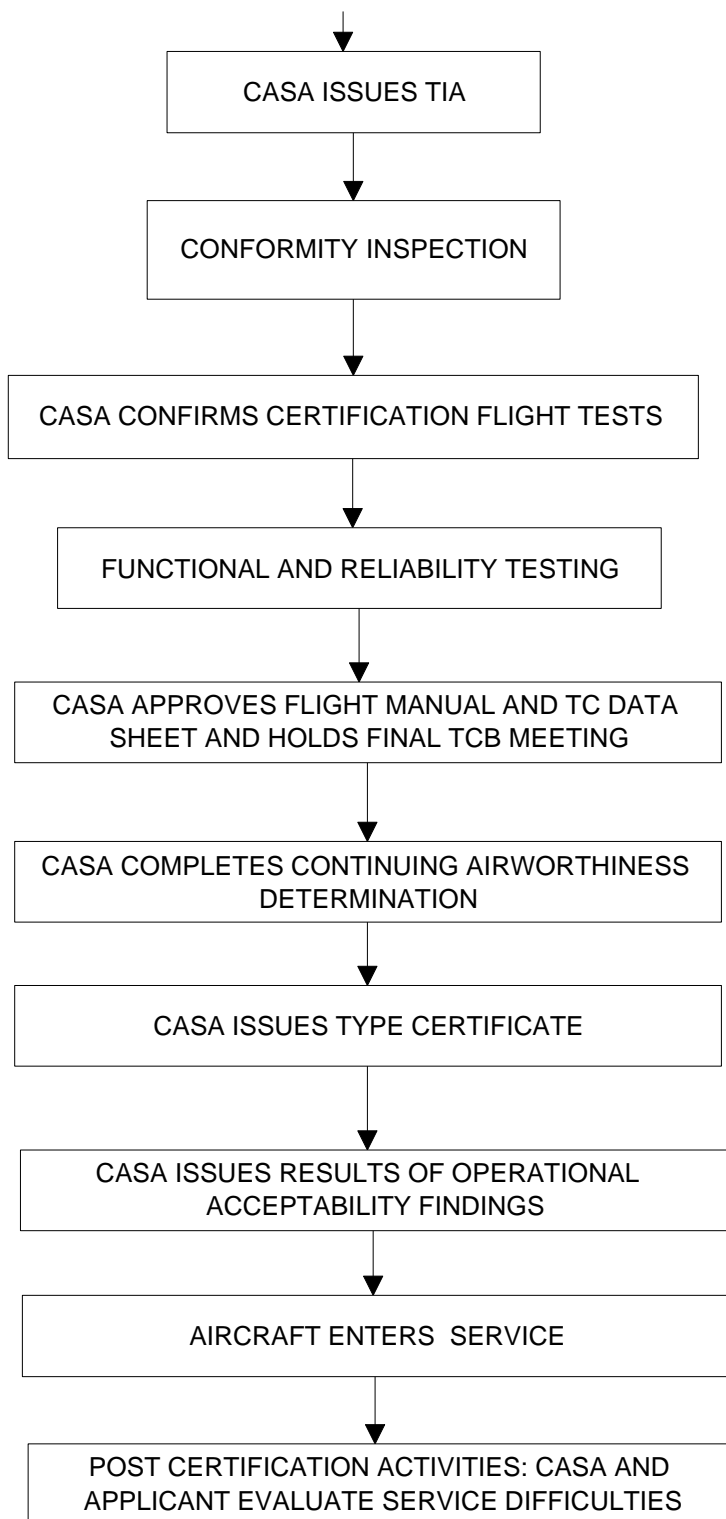 CASA ISSUES TIA
CONFORMITY INSPECTION
CASA CONFIRMS CERTIFICATION FLIGHT TESTS
FUNCTIONAL AND RELIABILITY TESTING
CASA APPROVES FLIGHT MANUAL AND TC DATA
SHEET AND HOLDS FINAL TCB MEETING
CASA COMPLETES CONTINUING AIRWORTHINESS
DETERMINATION
CASA ISSUES TYPE CERTIFICATE
CASA ISSUES RESULTS OF OPERATIONAL
ACCEPTABILITY FINDINGS
AIRCRAFT ENTERS  SERVICE
POST CERTIFICATION ACTIVITIES: CASA AND
APPLICANT EVALUATE SERVICE DIFFICULTIES